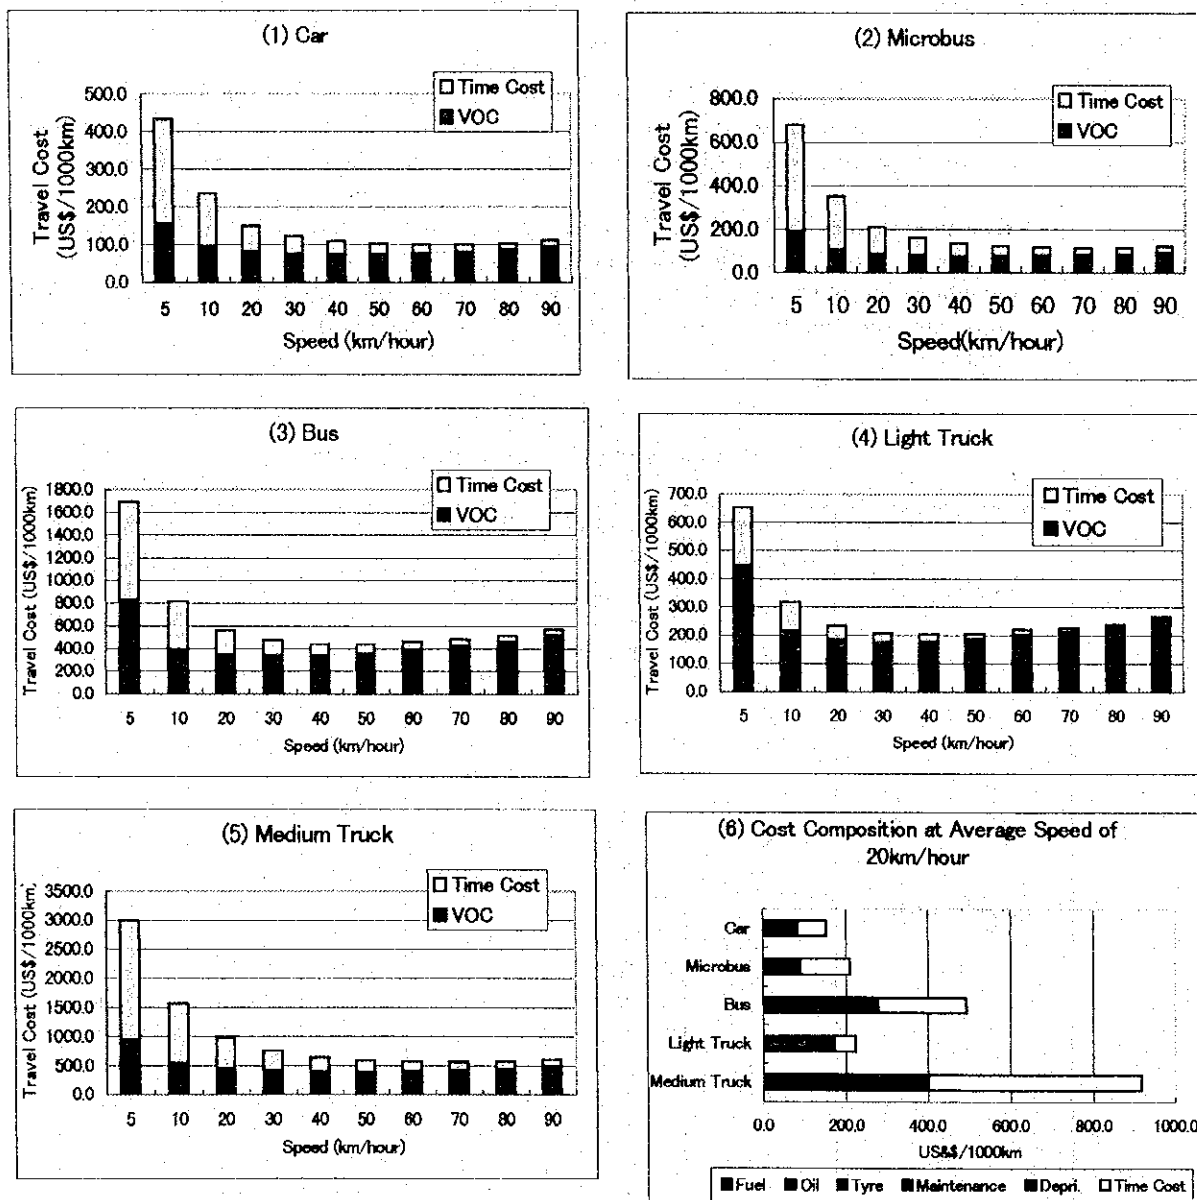 (1) Car
Time Cost
VOC
Travel Cost
(US$/1000km)
500.0
400.0
300.0
200.0
100.0
0.0
5 10 20 30 40 50 60 70 80 90
Speed (km/hour)
(2) Microbus
Time Cost
VOC
Travel Cost
(US$/1000km)
800.0
600.0
400.0
200.0
0.0
5 10 20 30 40 50 60 70 80 90
Speed(km/hour)
(3) Bus
Time Cost
VOC
Travel Cost (US$/1000km)
1800.0
1600.0
1400.0
1200.0
1000.0
800.0
600.0
400.0
200.0
0.0
5 10 20 30 40 50 60 70 80 90
Speed (km/hour)
(4) Light Truck
Time Cost
VOC
Travel Cost (US$/1000km)
700.0
600.0
500.0
400.0
300.0
200.0
100.0
0.0
5 10 20 30 40 50 60 70 80 90
Speed (km/hour)
(5) Medium Truck
Time Cost
VOC
Travel Cost (US$/1000km)
3500.0
3000.0
2500.0
2000.0
1500.0
1000.0
500.0
0.0
5 10 20 30 40 50 60 70 80 90
Speed (km/hour)
(6) Cost Composition at Average Speed of
20km/hour
Car
Microbus
Bus
Light Truck
Medium Truck
0.0 200.0 400.0 600.0 800.0 1000.0
US&$/1000km
Fuel Oil Tyre Maintenance Depri. Time Cost